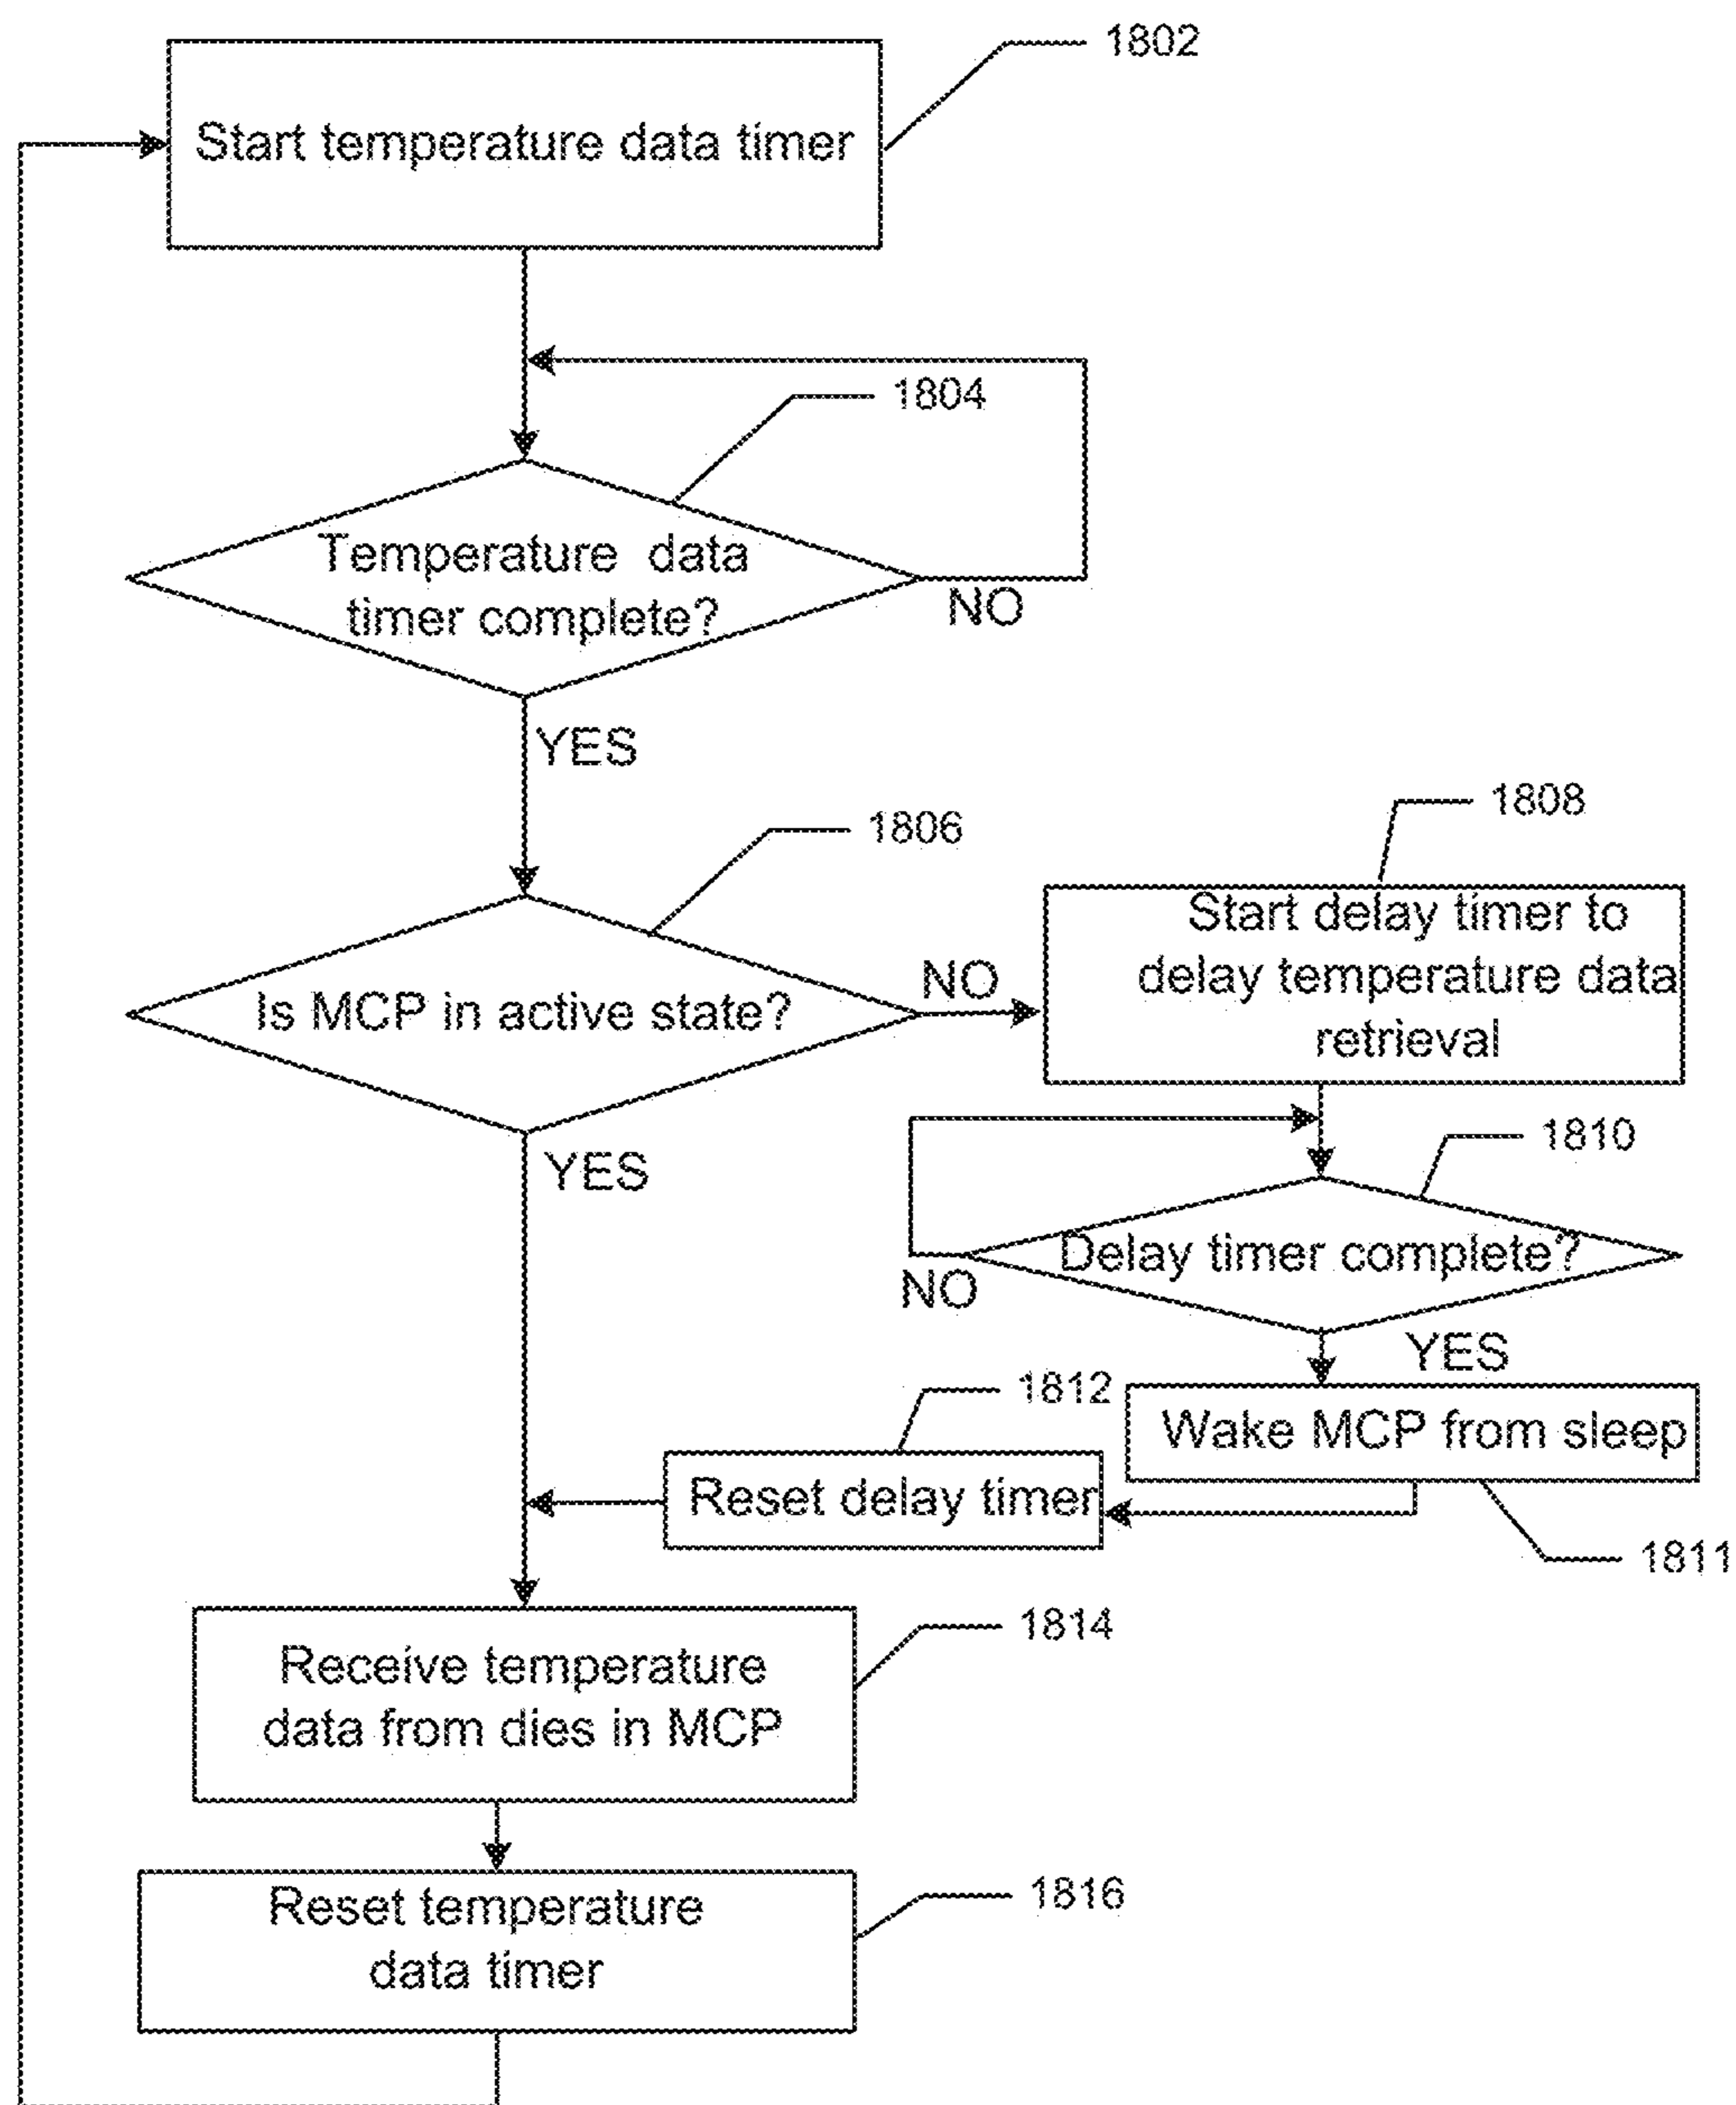 1802
Start temperature data timer
1804
Temperature data
timer complete?
NO
YES
1806
Is MCP in active state?
NO
YES
1808
Start delay timer to
delay temperature data
retrieval
1810
Delay timer complete?
NO
YES
Wake MCP from sleep
1811
1812
Reset delay timer
1814
Receive temperature
data from dies in MCP
1816
Reset temperature
data timer